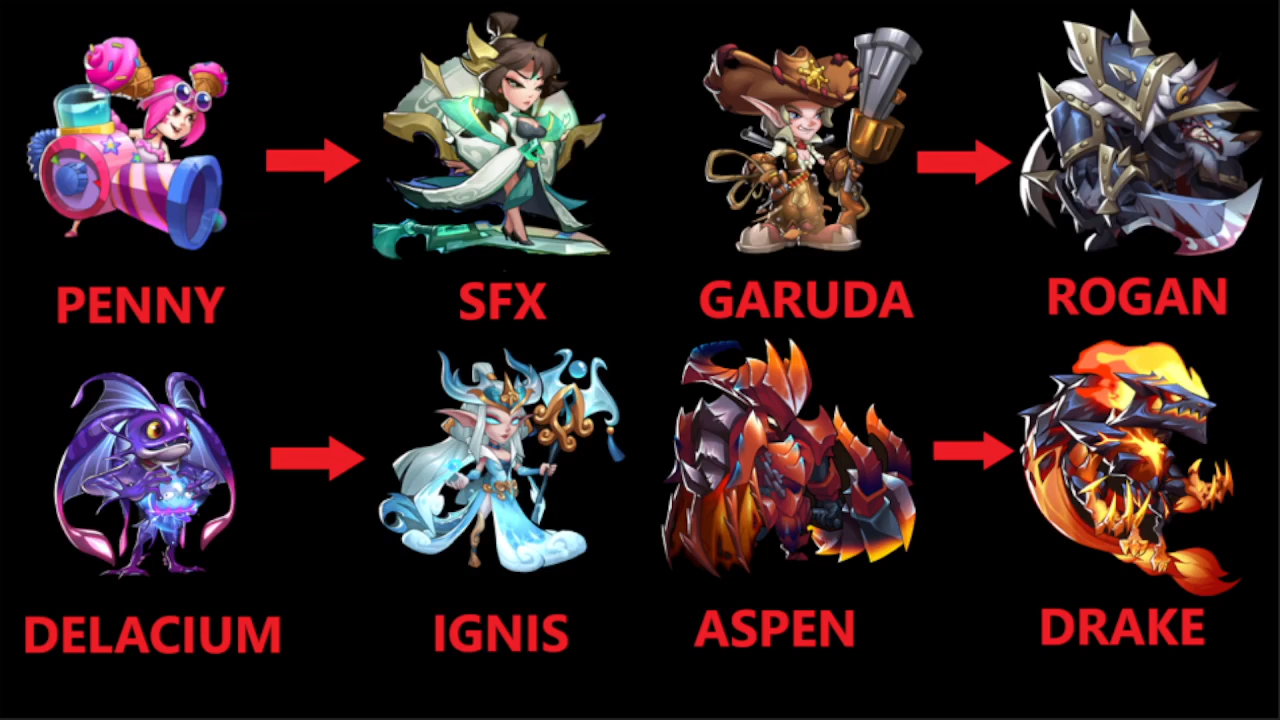 PENNY
SFX
GARUDA
ROGAN
DELACIUM
IGNIS
ASPEN
DRAKE